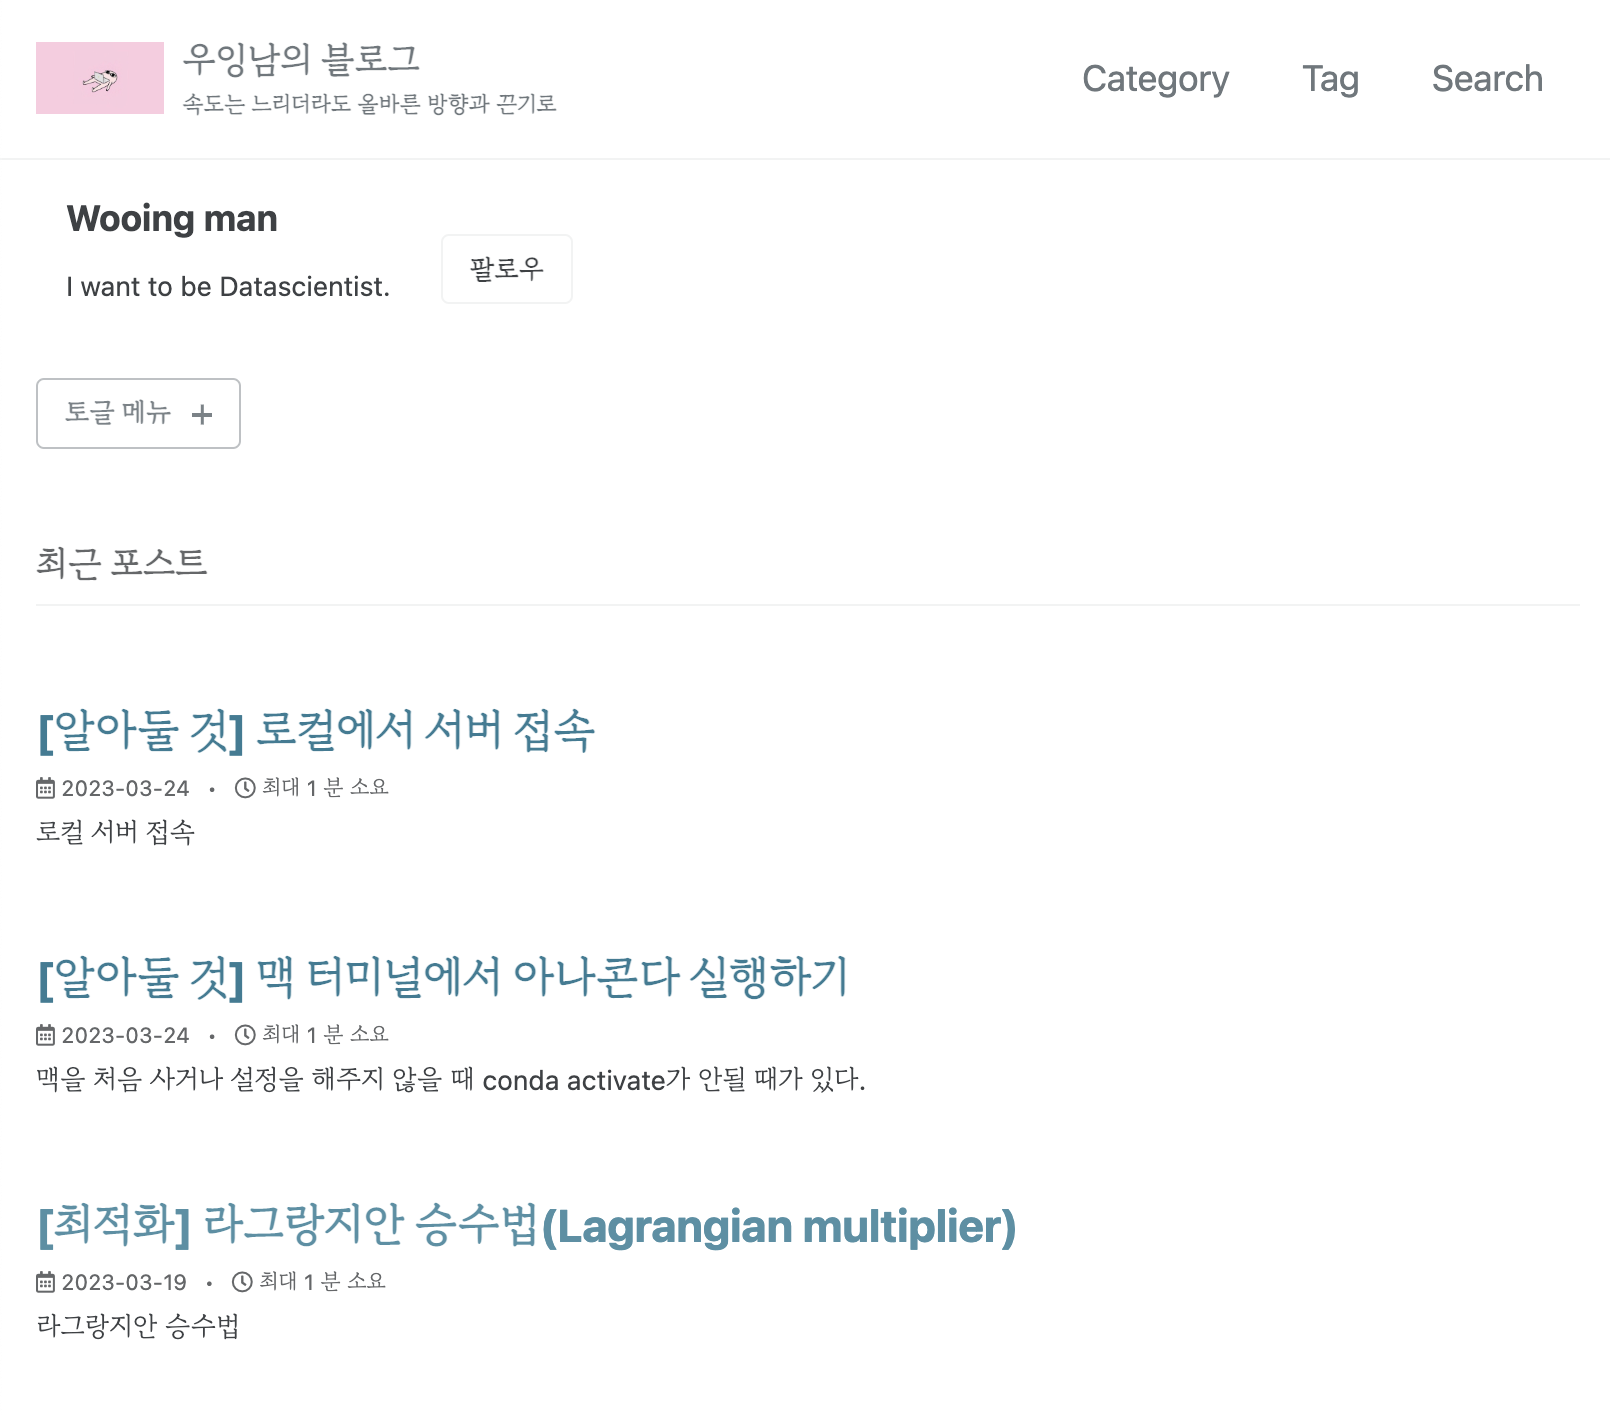 우잉남의 블로그
속도는 느리더라도 올바른 방향과 끈기로
Category Tag Search
Wooing man
I want to be Datascientist.
팔로우
토글 메뉴 +
최근 포스트
[알아둘 것] 로컬에서 서버 접속
2023-03-24 • 최대 1 분 소요
로컬 서버 접속
[알아둘 것] 맥 터미널에서 아나콘다 실행하기
2023-03-24 • 최대 1 분 소요
맥을 처음 사거나 설정을 해주지 않을 때 conda activate가 안될 때가 있다.
[최적화] 라그랑지안 승수법(Lagrangian multiplier)
2023-03-19 • 최대 1 분 소요
라그랑지안 승수법